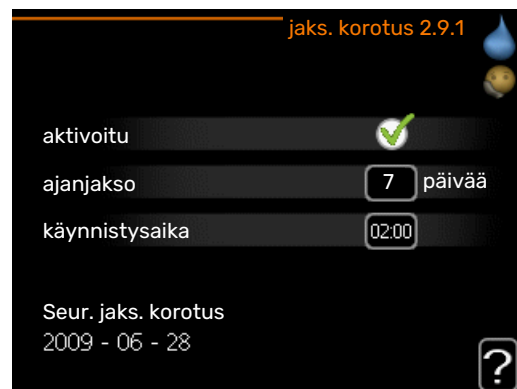 jaks. korotus 2.9.1
aktivoitu
ajanjakso 7 päivää
käynnistysaika 02:00
Seur. jaks. korotus
2009 - 06 - 28
?